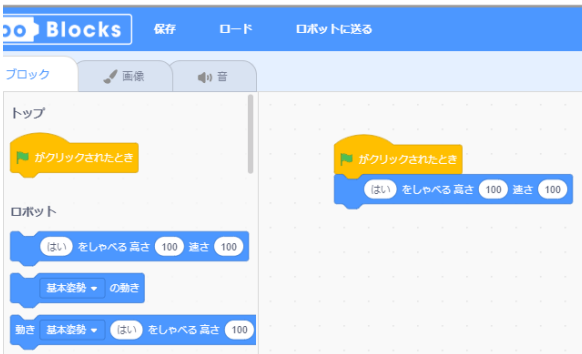 Blocks 保存 ロード ロボットに送る
ブロック 画像 音
トップ
がクリックされたとき
がクリックされたとき
はい をしゃべる 高さ 100 速さ 100
ロボット
はい をしゃべる 高さ 100 速さ 100
基本姿勢 の動き
動き 基本姿勢 はい をしゃべる 高さ 100